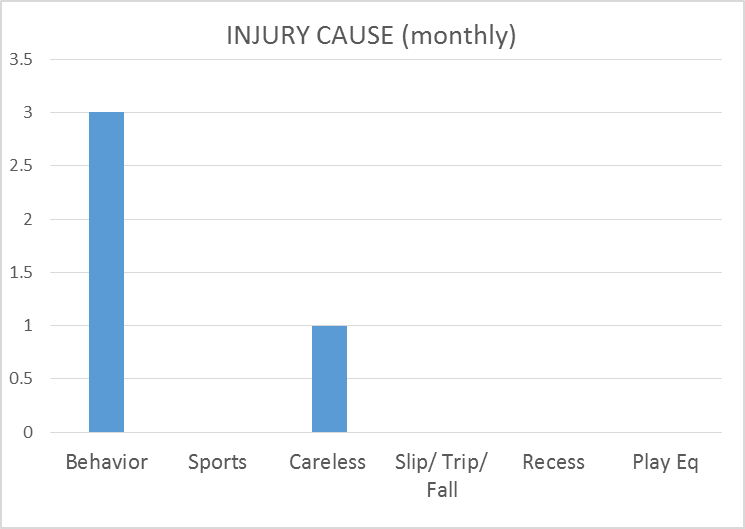 INJURY CAUSE (monthly)
3.5
3
2.5
2
1.5
1
0.5
0
Behavior
Sports
Careless
Slip/ Trip/
Fall
Recess
Play Eq